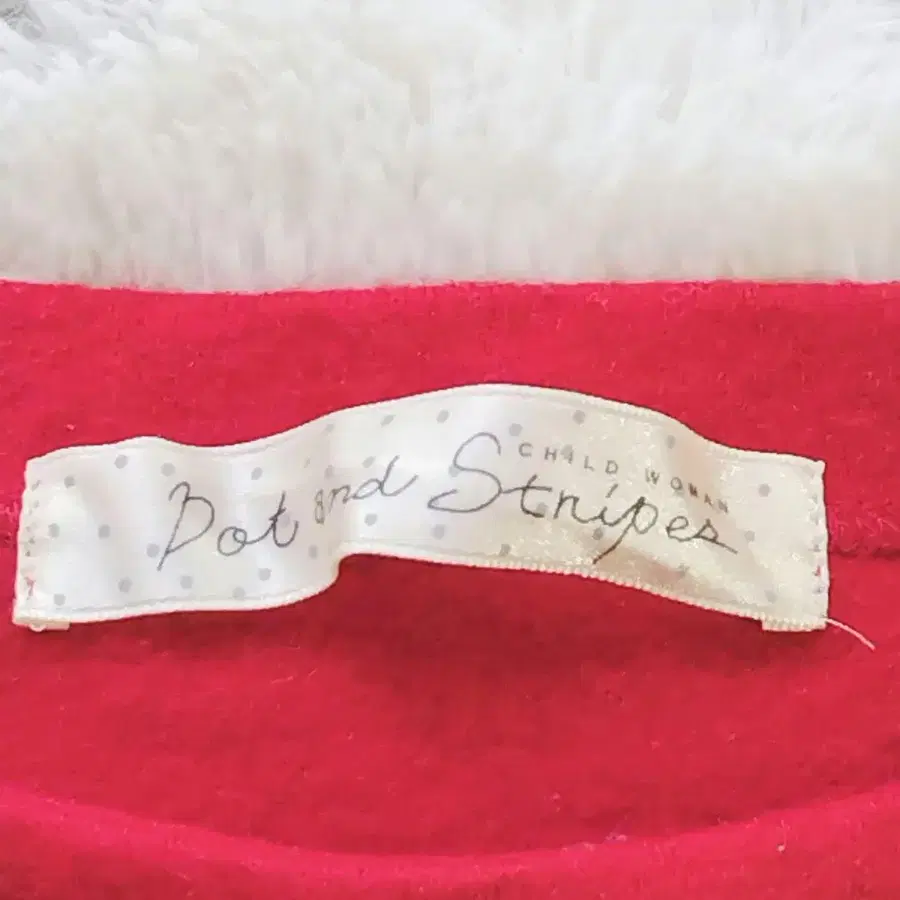 CHILD WOMAN
Dot and Stripes